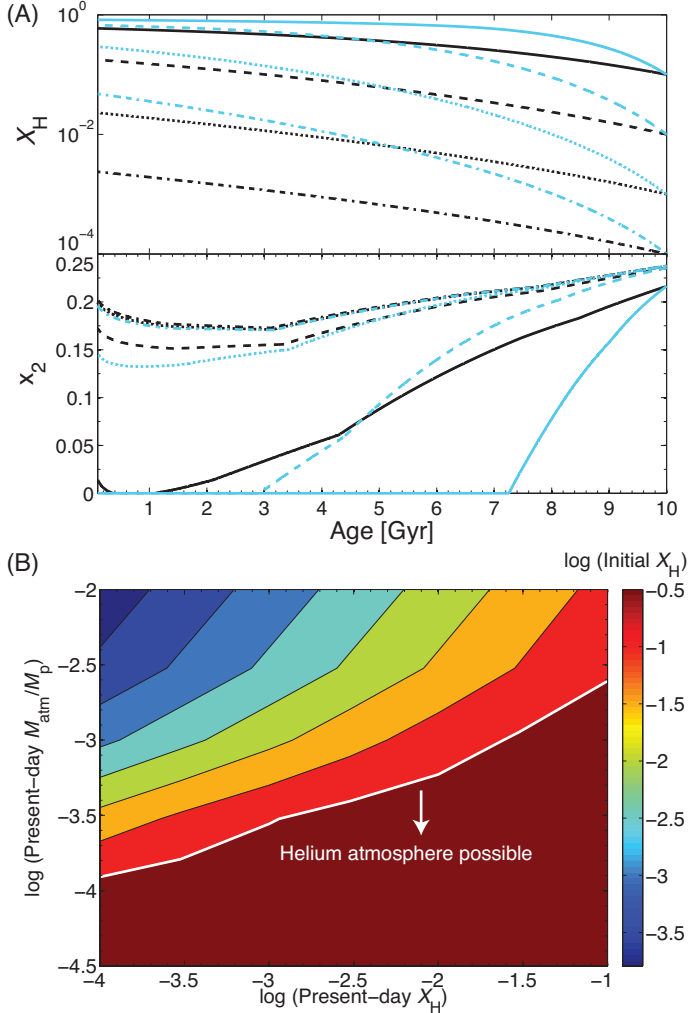 (A)
10^0
10^-2
10^-4
X_H
0.25
0.2
0.15
0.1
0.05
0
x_2
1 2 3 4 5 6 7 8 9 10
Age [Gyr]
(B)
log (Initial X_H)
-2
-2.5
-3
-3.5
-4
-4.5
log (Present-day M_atm/M_p)
Helium atmosphere possible
-4 -3.5 -3 -2.5 -2 -1.5 -1
log (Present-day X_H)
-0.5
-1
-1.5
-2
-2.5
-3
-3.5